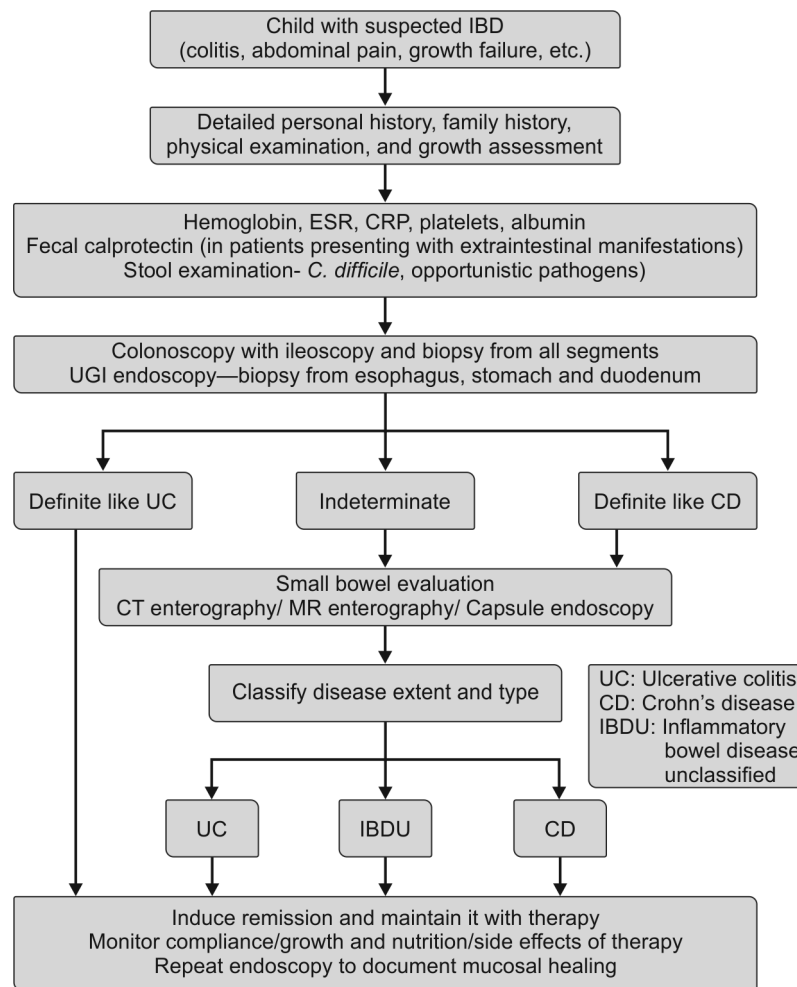 Child with suspected IBD
(colitis, abdominal pain, growth failure, etc.)
Detailed personal history, family history,
physical examination, and growth assessment
Hemoglobin, ESR, CRP, platelets, albumin
Fecal calprotectin (in patients presenting with extraintestinal manifestations)
Stool examination- C. difficile, opportunistic pathogens)
Colonoscopy with ileoscopy and biopsy from all segments
UGI endoscopy—biopsy from esophagus, stomach and duodenum
Definite like UC
Indeterminate
Definite like CD
Small bowel evaluation
CT enterography/ MR enterography/ Capsule endoscopy
Classify disease extent and type
UC: Ulcerative colitis
CD: Crohn's disease
IBDU: Inflammatory
bowel disease
unclassified
UC
IBDU
CD
Induce remission and maintain it with therapy
Monitor compliance/growth and nutrition/side effects of therapy
Repeat endoscopy to document mucosal healing